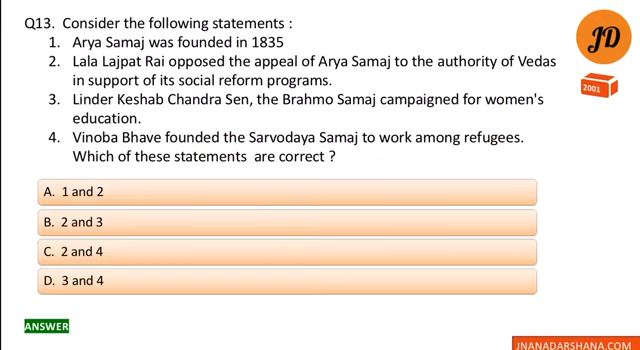 Q13. Consider the following statements :
1. Arya Samaj was founded in 1835
2. Lala Lajpat Rai opposed the appeal of Arya Samaj to the authority of Vedas
in support of its social reform programs.
3. Linder Keshab Chandra Sen, the Brahmo Samaj campaigned for women's
education.
4. Vinoba Bhave founded the Sarvodaya Samaj to work among refugees.
Which of these statements are correct ?
A. 1 and 2
B. 2 and 3
C. 2 and 4
D. 3 and 4
ANSWER
JD
2001
JNANADARSHANA.COM